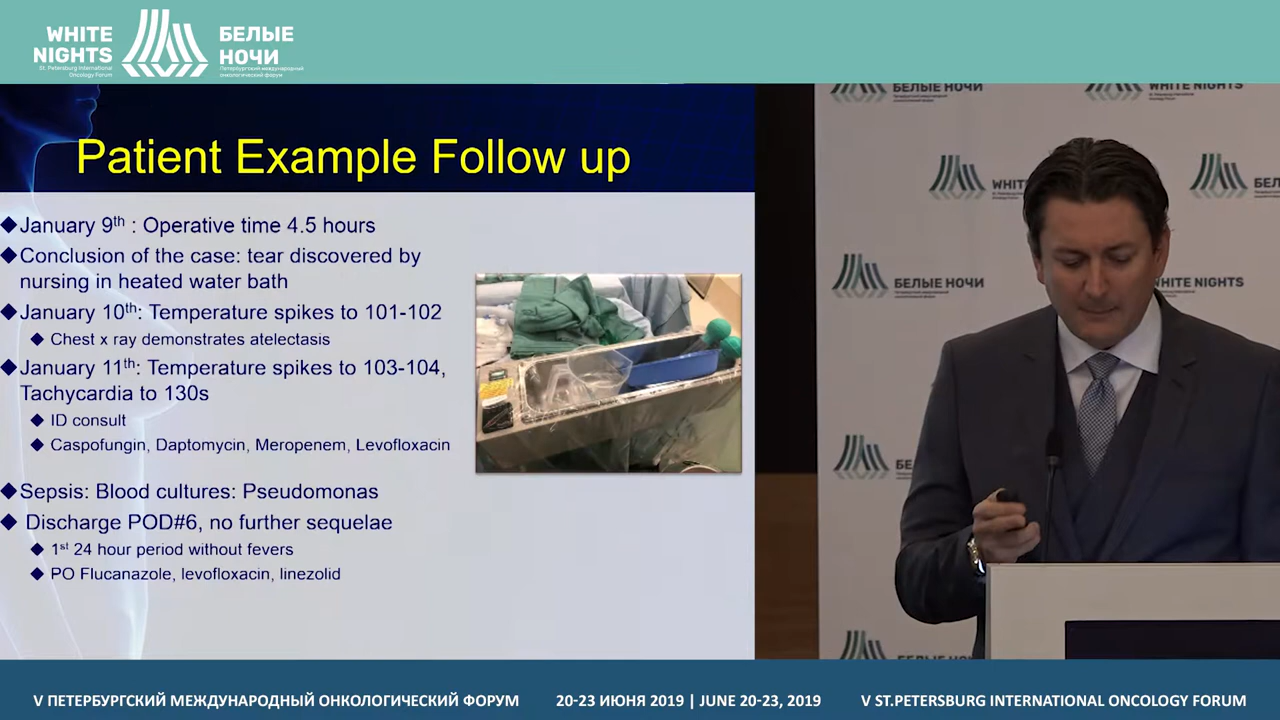 WHITE
NIGHTS
St. Petersburg International
Oncology Forum
БЕЛЫЕ
НОЧИ
Петербургский международный
онкологический форум
Patient Example Follow up
January 9th : Operative time 4.5 hours
Conclusion of the case: tear discovered by
nursing in heated water bath
January 10th: Temperature spikes to 101-102
Chest x ray demonstrates atelectasis
January 11th: Temperature spikes to 103-104,
Tachycardia to 130s
ID consult
Caspofungin, Daptomycin, Meropenem, Levofloxacin
Sepsis: Blood cultures: Pseudomonas
Discharge POD#6, no further sequelae
1st 24 hour period without fevers
PO Flucanazole, levofloxacin, linezolid
БЕЛЫЕ НОЧИ
WHITE NIGHTS
WHIT
БЕЛ
БЕЛЫЕ НОЧИ
WHITE NIGHTS
БЕ
V ПЕТЕРБУРГСКИЙ МЕЖДУНАРОДНЫЙ ОНКОЛОГИЧЕСКИЙ ФОРУМ
20-23 ИЮНЯ 2019 | JUNE 20-23, 2019
V ST.PETERSBURG INTERNATIONAL ONCOLOGY FORUM